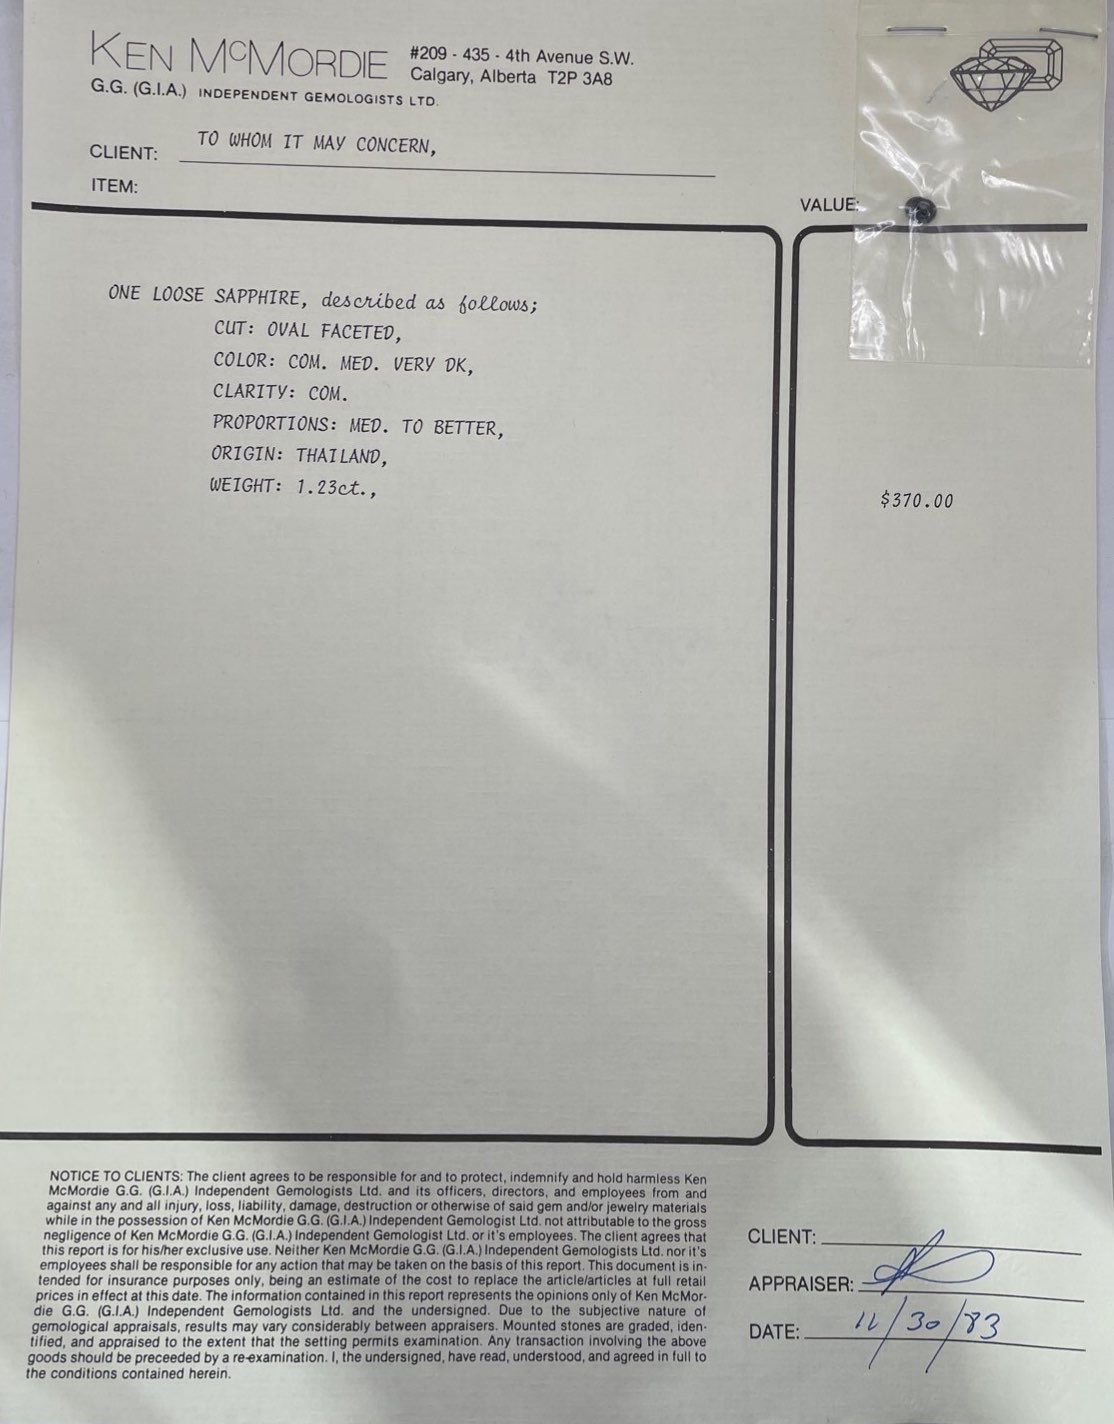 KEN McMORDIE
#209 - 435 - 4th Avenue S.W.
Calgary, Alberta T2P 3A8
G.G. (G.I.A.) INDEPENDENT GEMOLOGISTS LTD.
CLIENT: TO WHOM IT MAY CONCERN,
ITEM:
VALUE:
ONE LOOSE SAPPHIRE, described as follows;
CUT: OVAL FACETED,
COLOR: COM. MED. VERY DK,
CLARITY: COM.
PROPORTIONS: MED. TO BETTER,
ORIGIN: THAILAND,
WEIGHT: 1.23ct.,
$370.00
NOTICE TO CLIENTS: The client agrees to be responsible for and to protect, indemnify and hold harmless Ken
McMordie G.G. (G.I.A.) Independent Gemologists Ltd. and its officers, directors, and employees from and
against any and all injury, loss, liability, damage, destruction or otherwise of said gem and/or jewelry materials
while in the possession of Ken McMordie G.G. (G.I.A.) Independent Gemologist Ltd. not attributable to the gross
negligence of Ken McMordie G.G. (G.I.A.) Independent Gemologist Ltd. or it's employees. The client agrees that
this report is for his/her exclusive use. Neither Ken McMordie G.G. (G.I.A.) Independent Gemologists Ltd. nor it's
employees shall be responsible for any action that may be taken on the basis of this report. This document is in-
tended for insurance purposes only, being an estimate of the cost to replace the article/articles at full retail
prices in effect at this date. The information contained in this report represents the opinions only of Ken McMor-
die G.G. (G.I.A.) Independent Gemologists Ltd. and the undersigned. Due to the subjective nature of
gemological appraisals, results may vary considerably between appraisers. Mounted stones are graded, iden-
tified, and appraised to the extent that the setting permits examination. Any transaction involving the above
goods should be preceeded by a re-examination. I, the undersigned, have read, understood, and agreed in full to
the conditions contained herein.
CLIENT:
APPRAISER:
DATE: 11/30/83